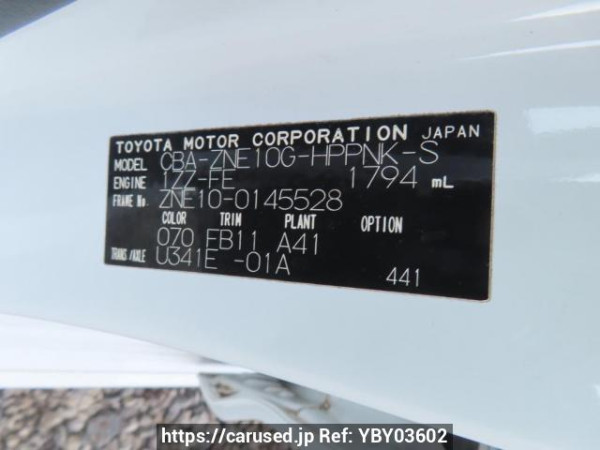 TOYOTA MOTOR CORPORATION JAPAN
MODEL CBA-ZNE10G-HPPNK-S
ENGINE 1ZZ-FE 1794 mL
FRAME No. ZNE10-0145528
COLOR TRIM PLANT OPTION
070 FB11 A41
TRANS/AXLE U341E -01A
441
https://carused.jp Ref: YBY03602